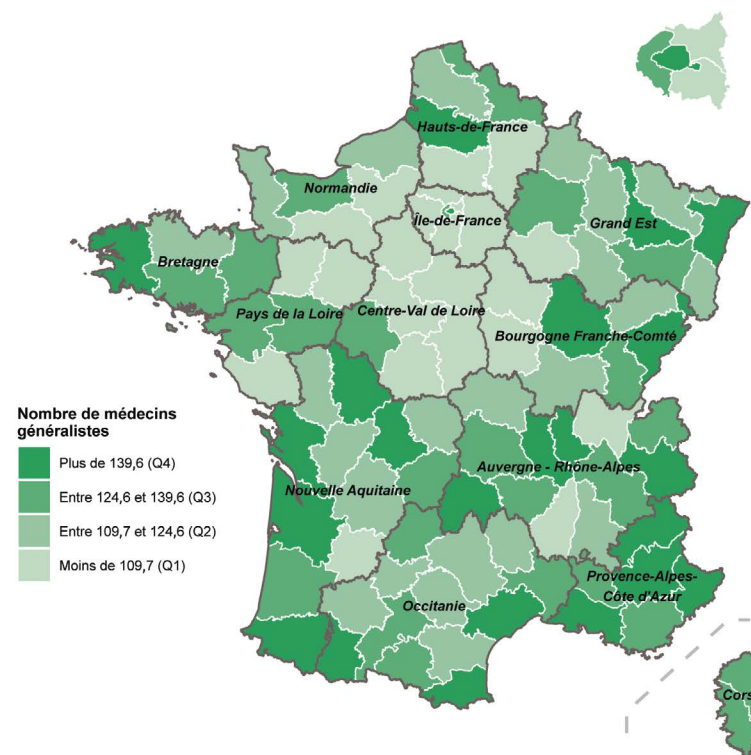 Hauts-de-France
Normandie
Île-de-France
Grand Est
Bretagne
Pays de la Loire
Centre-Val de Loire
Bourgogne Franche-Comté
Nombre de médecins
généralistes
Plus de 139,6 (Q4)
Entre 124,6 et 139,6 (Q3)
Entre 109,7 et 124,6 (Q2)
Moins de 109,7 (Q1)
Auvergne - Rhône-Alpes
Nouvelle Aquitaine
Provence-Alpes-
Côte d'Azur
Occitanie
Cors